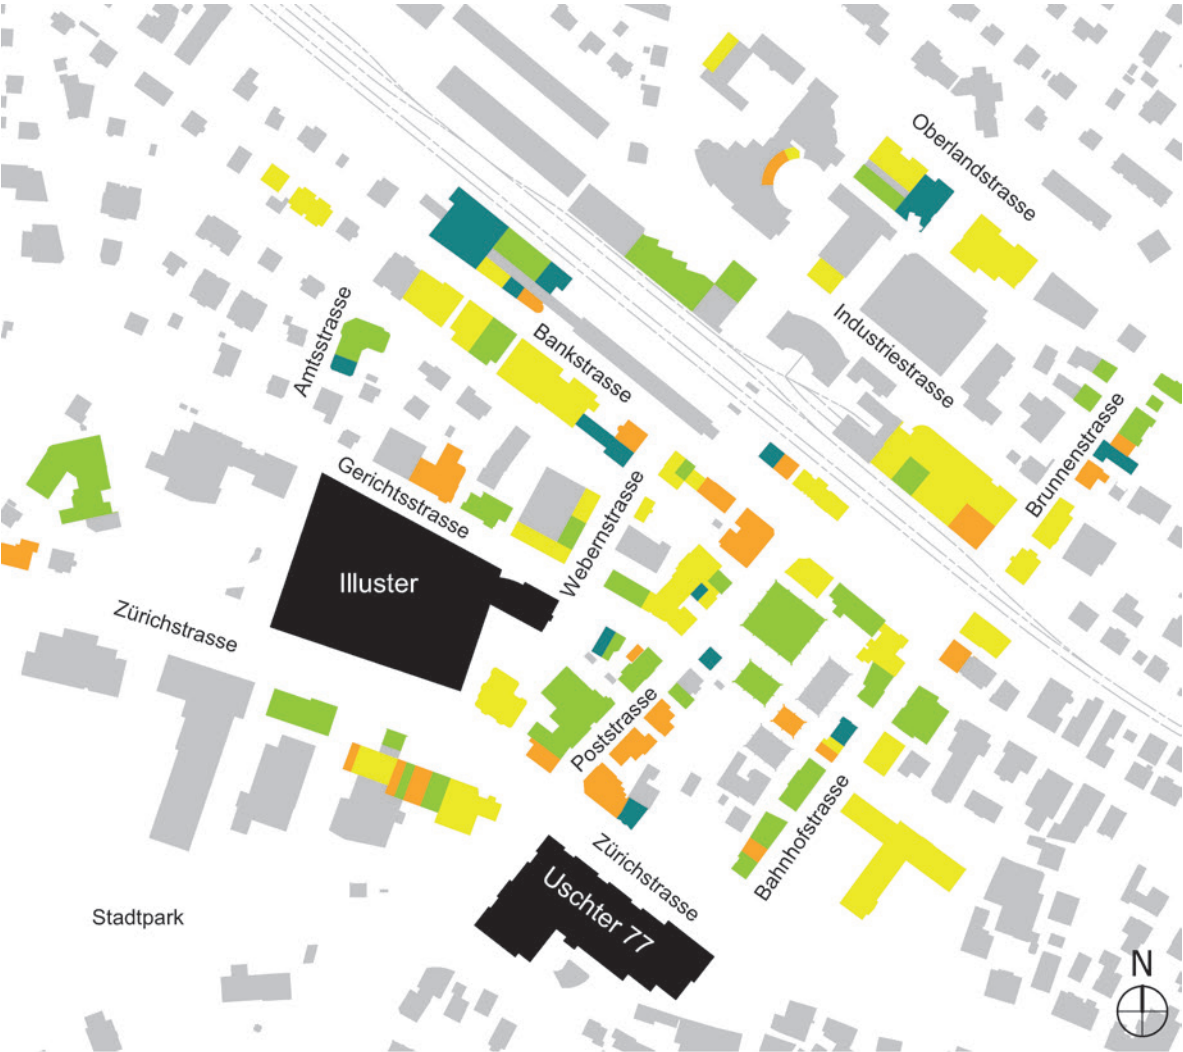 Oberlandstrasse
Amtsstrasse
Bankstrasse
Industriestrasse
Brunnenstrasse
Gerichtsstrasse
Webernstrasse
Illuster
Zürichstrasse
Poststrasse
Bahnhofstrasse
Zürichstrasse
Uschter 77
Stadtpark
N